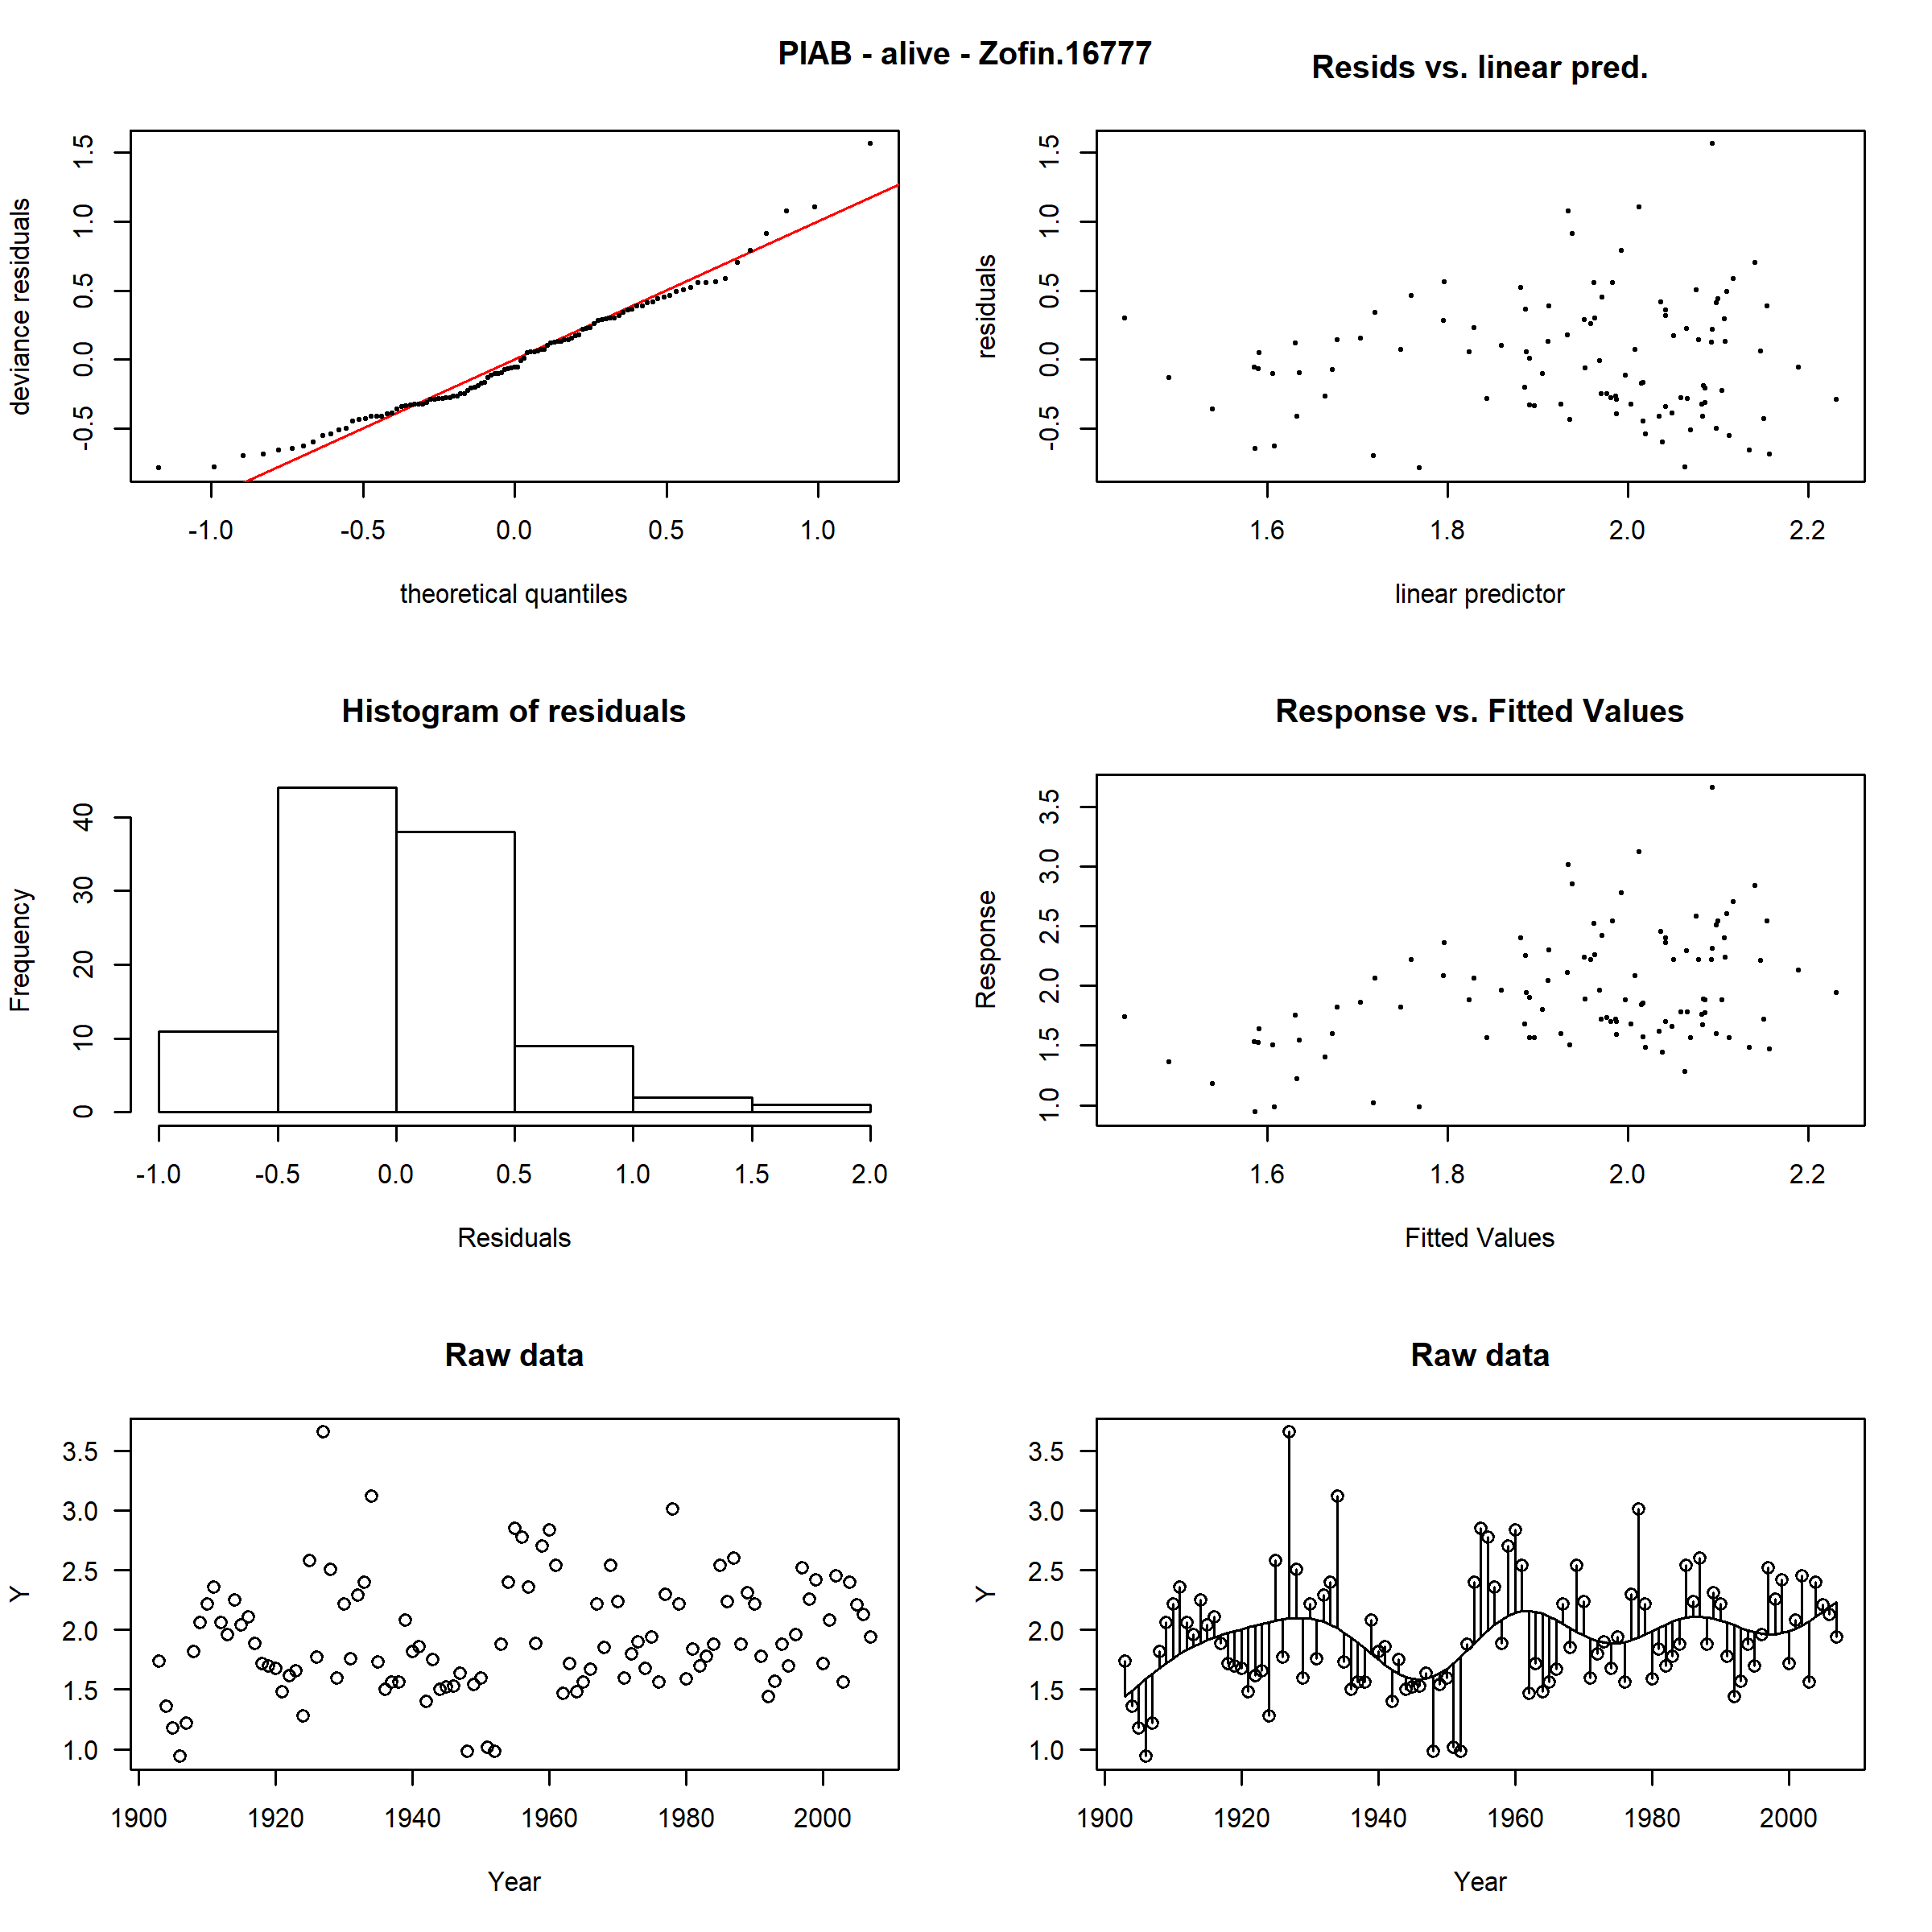 PIAB - alive - Zofin.16777
Resids vs. linear pred.
deviance residuals
-0.5 0.0 0.5 1.0 1.5
-1.0 -0.5 0.0 0.5 1.0
theoretical quantiles
residuals
-0.5 0.0 0.5 1.0 1.5
1.6 1.8 2.0 2.2
linear predictor
Histogram of residuals
Frequency
0 10 20 30 40
-1.0 -0.5 0.0 0.5 1.0 1.5 2.0
Residuals
Response vs. Fitted Values
Response
1.0 1.5 2.0 2.5 3.0 3.5
1.6 1.8 2.0 2.2
Fitted Values
Raw data
Y
3.5
3.0
2.5
2.0
1.5
1.0
1900 1920 1940 1960 1980 2000
Year
Raw data
Y
3.5
3.0
2.5
2.0
1.5
1.0
1900 1920 1940 1960 1980 2000
Year